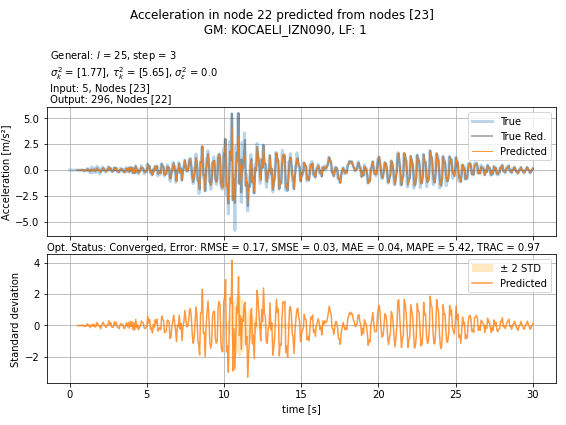 Acceleration in node 22 predicted from nodes [23]
GM: KOCAELI_IZN090, LF: 1
General: l = 25, step = 3
σ²ₖ = [1.77], τ²ₖ = [5.65], σ²ε = 0.0
Input: 5, Nodes [23]
Output: 296, Nodes [22]
Acceleration [m/s²]
5.0
2.5
0.0
−2.5
−5.0
True
True Red.
Predicted
Opt. Status: Converged, Error: RMSE = 0.17, SMSE = 0.03, MAE = 0.04, MAPE = 5.42, TRAC = 0.97
Standard deviation
4
2
0
−2
± 2 STD
Predicted
0 5 10 15 20 25 30
time [s]